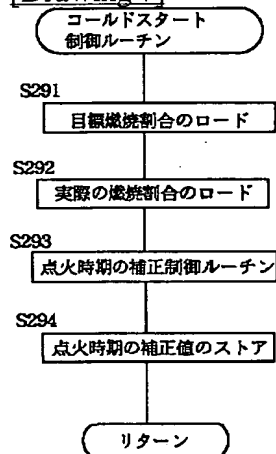 コールドスタート
制御ルーチン
S291
目標燃焼割合のロード
S292
実際の燃焼割合のロード
S293
点火時期の補正制御ルーチン
S294
点火時期の補正値のストア
リターン